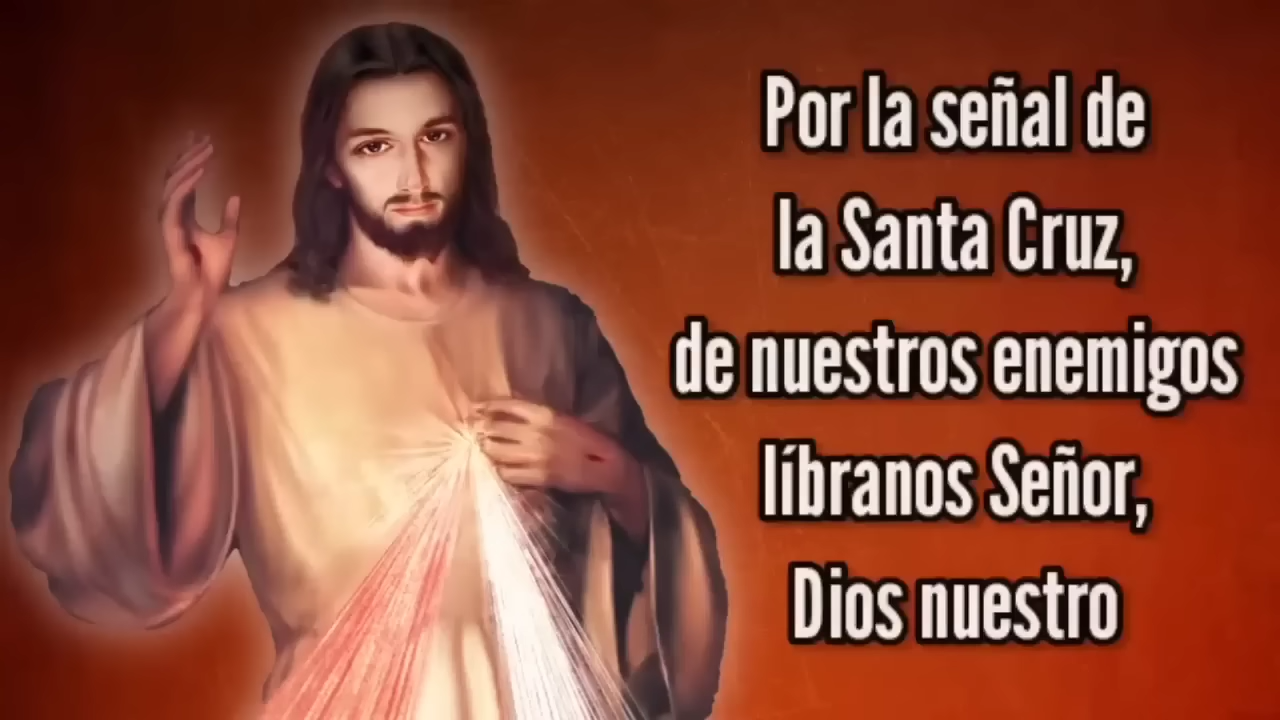 Por la señal de
la Santa Cruz,
de nuestros enemigos
líbranos Señor,
Dios nuestro